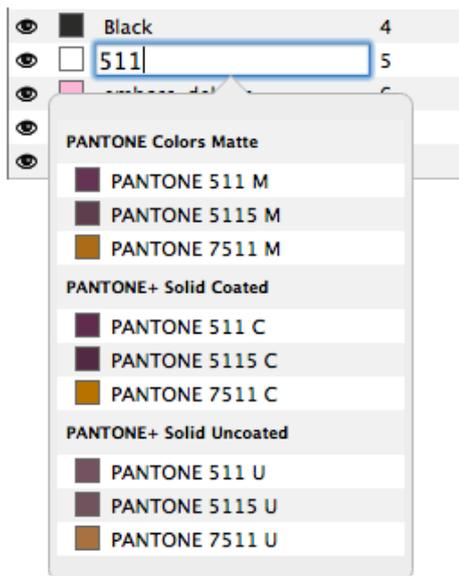 Black 4
511 5
PANTONE Colors Matte
PANTONE 511 M
PANTONE 5115 M
PANTONE 7511 M
PANTONE+ Solid Coated
PANTONE 511 C
PANTONE 5115 C
PANTONE 7511 C
PANTONE+ Solid Uncoated
PANTONE 511 U
PANTONE 5115 U
PANTONE 7511 U